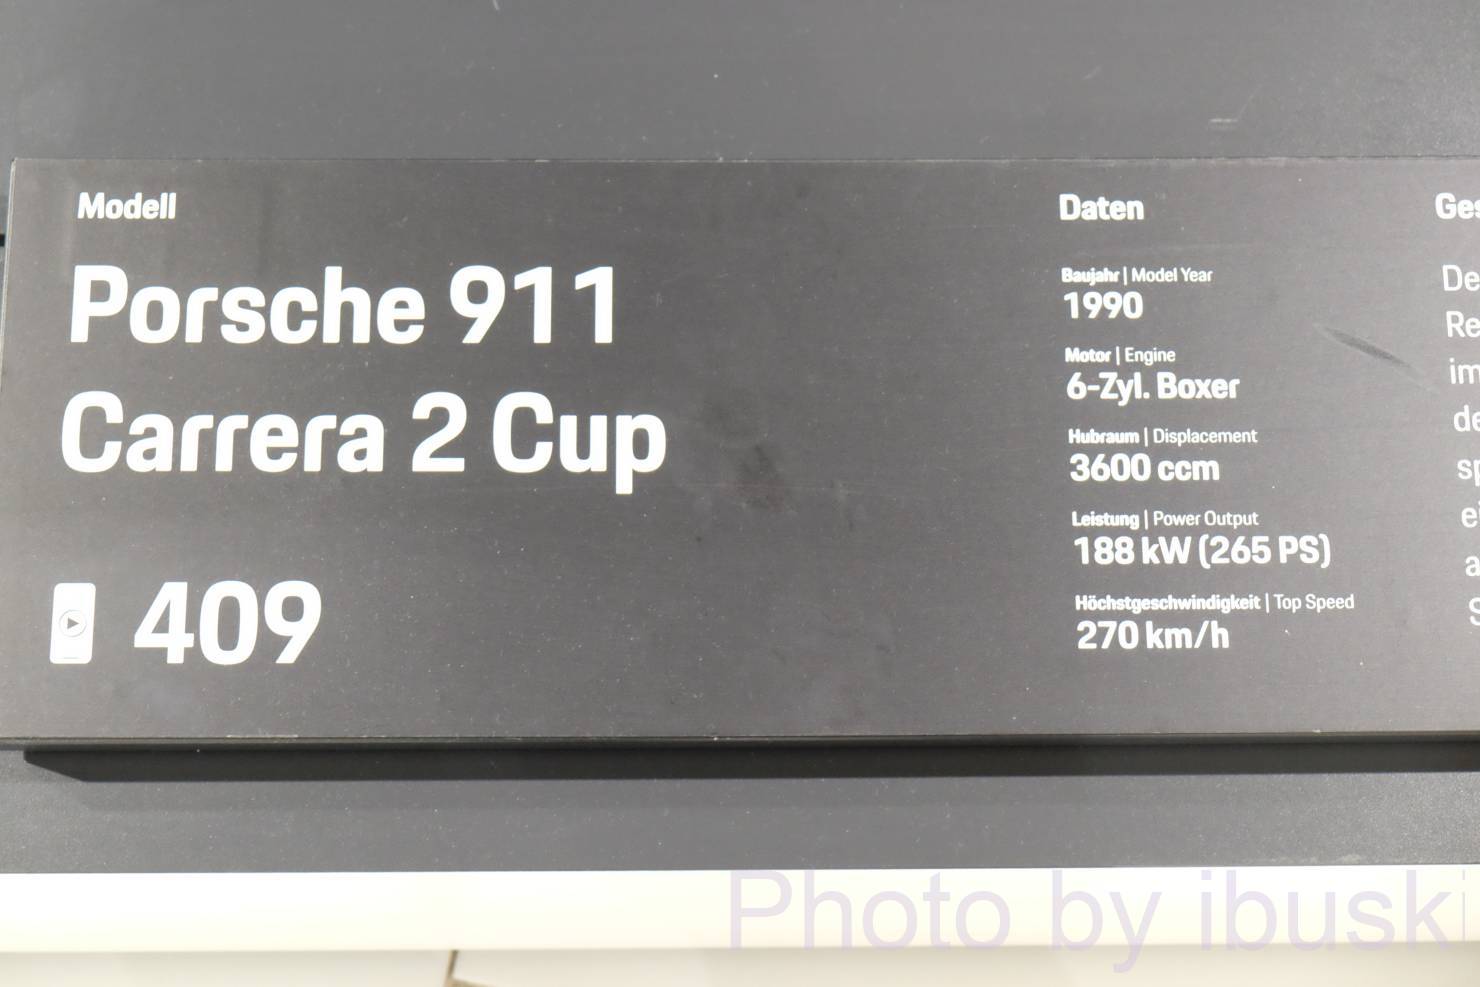 Modell
Porsche 911
Carrera 2 Cup
409
Daten
Baujahr | Model Year
1990
Motor | Engine
6-Zyl. Boxer
Hubraum | Displacement
3600 ccm
Leistung | Power Output
188 kW (265 PS)
Höchstgeschwindigkeit | Top Speed
270 km/h
Photo by ibuski